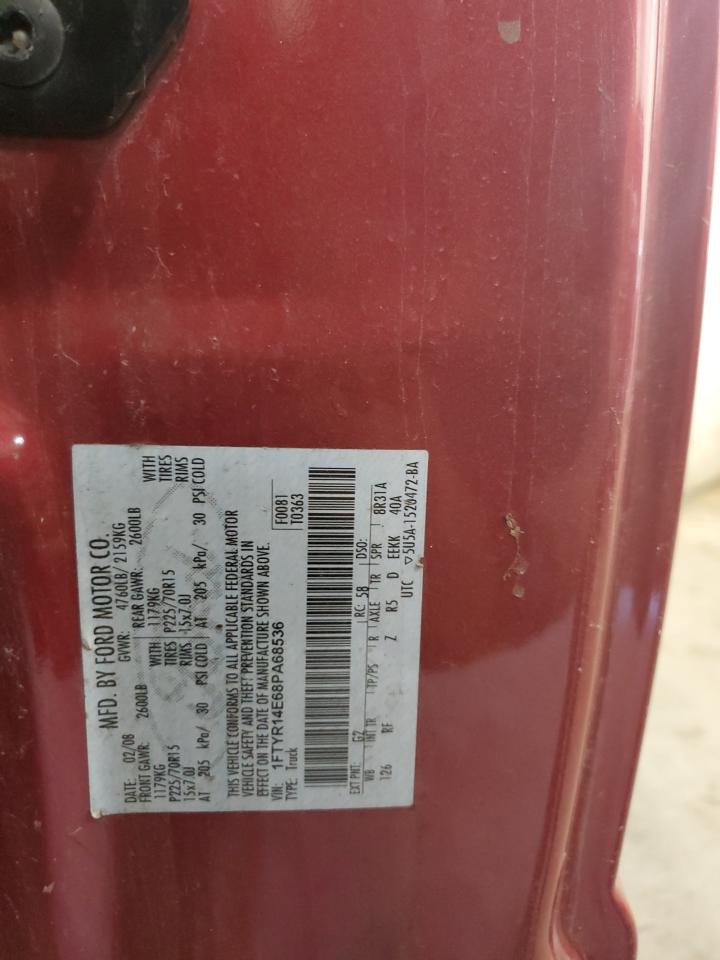 MFD. BY FORD MOTOR CO.
DATE: 02/08 GVWR: 4760LB/ 2159KG
FRONT GAWR: 2600LB REAR GAWR: 2600LB
1179KG WITH 1179KG WITH
P225/70R15 TIRES P225/70R15 TIRES
15x7.0J RIMS 15x7.0J RIMS
AT 205 kPa/ 30 PSI COLD AT 205 kPa/ 30 PSI COLD
THIS VEHICLE CONFORMS TO ALL APPLICABLE FEDERAL MOTOR
VEHICLE SAFETY AND THEFT PREVENTION STANDARDS IN
EFFECT ON THE DATE OF MANUFACTURE SHOWN ABOVE.
VIN: 1FTYR14E68PA68536 F0081
TYPE: Truck T0363
EXT PNT: G2 RC: 58 DSO:
WB INT TR TP/PS R AXLE TR SPR 8R31A
126 RF Z R5 D EEKK 40A
UTC ▽5U5A-1520472-BA